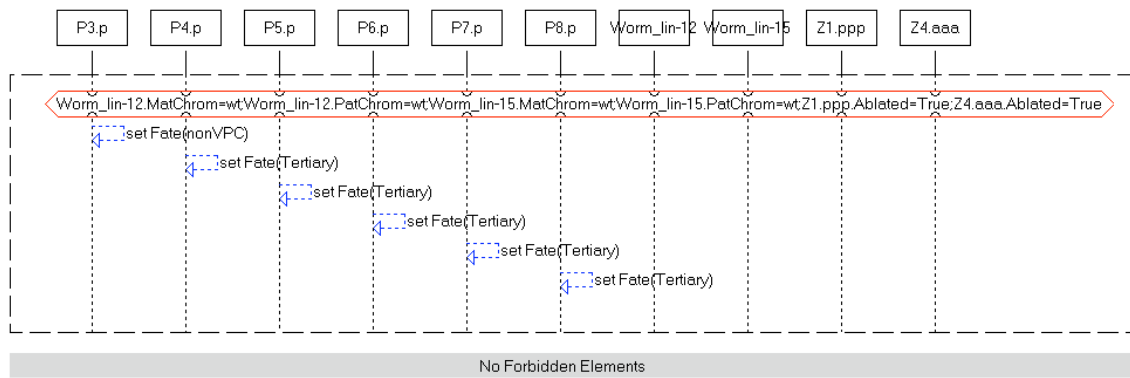 P3.p P4.p P5.p P6.p P7.p P8.p Worm_lin-12 Worm_lin-15 Z1.ppp Z4.aaa
Worm_lin-12.MatChrom=wt;Worm_lin-12.PatChrom=wt;Worm_lin-15.MatChrom=wt;Worm_lin-15.PatChrom=wt;Z1.ppp.Ablated=True;Z4.aaa.Ablated=True
set Fate(nonVPC)
set Fate(Tertiary)
set Fate(Tertiary)
set Fate(Tertiary)
set Fate(Tertiary)
set Fate(Tertiary)
No Forbidden Elements